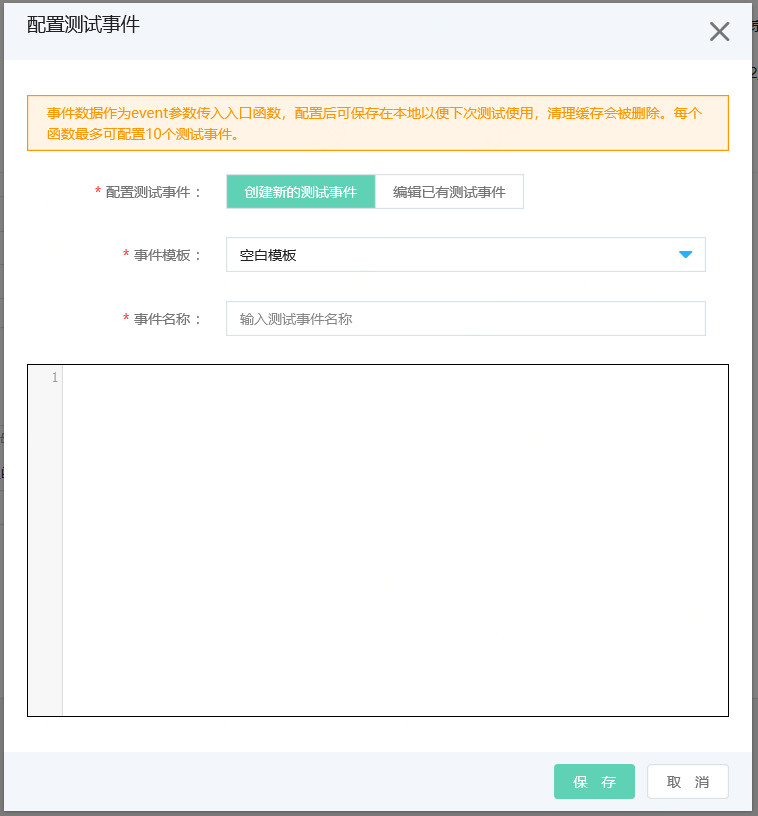 配置测试事件
事件数据作为event参数传入入口函数，配置后可保存在本地以便下次测试使用，清理缓存会被删除。每个
函数最多可配置10个测试事件。
* 配置测试事件： 创建新的测试事件 编辑已有测试事件
* 事件模板： 空白模板
* 事件名称： 输入测试事件名称
1
保 存 取 消